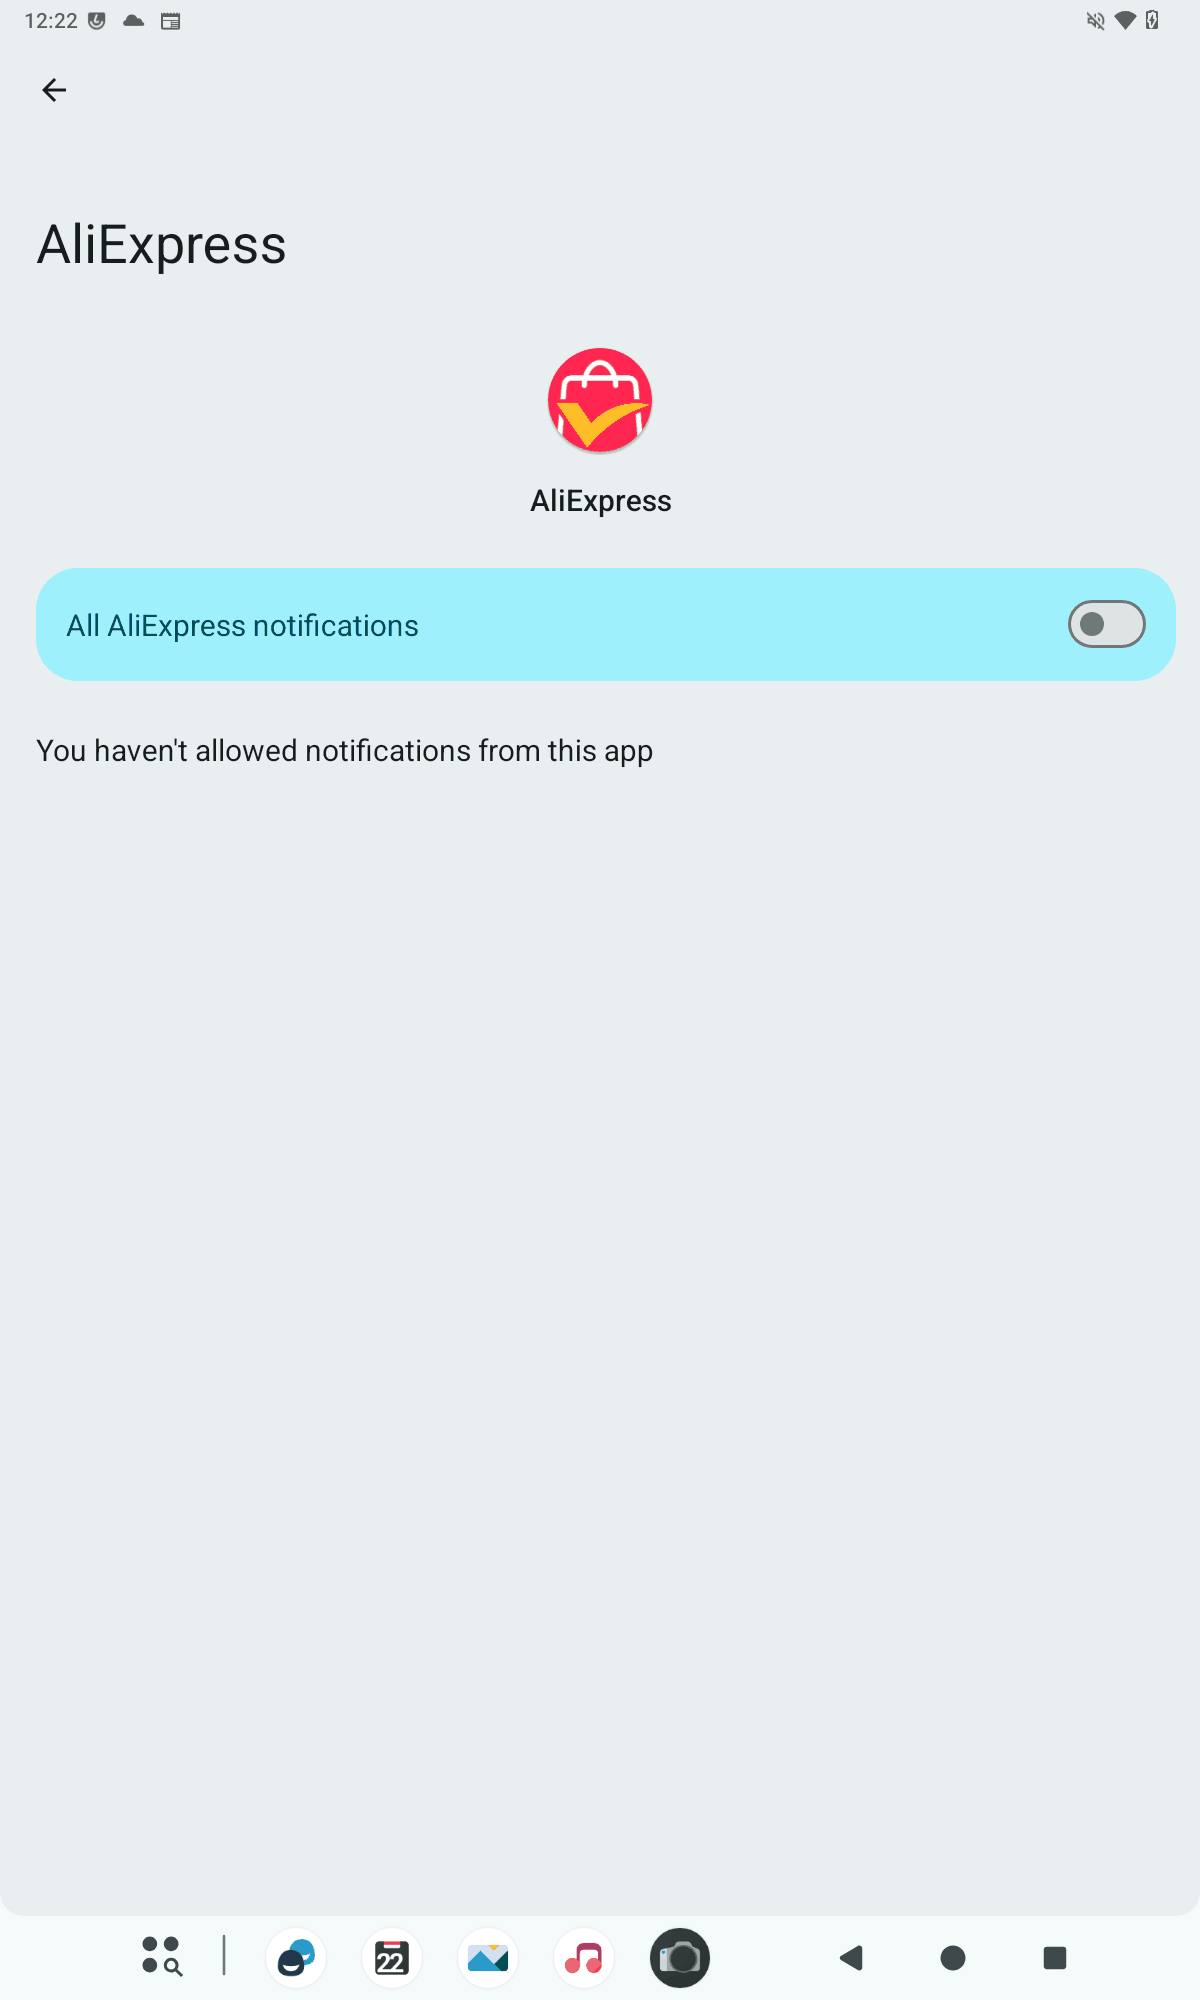 12:22
AliExpress
AliExpress
All AliExpress notifications
You haven't allowed notifications from this app
22